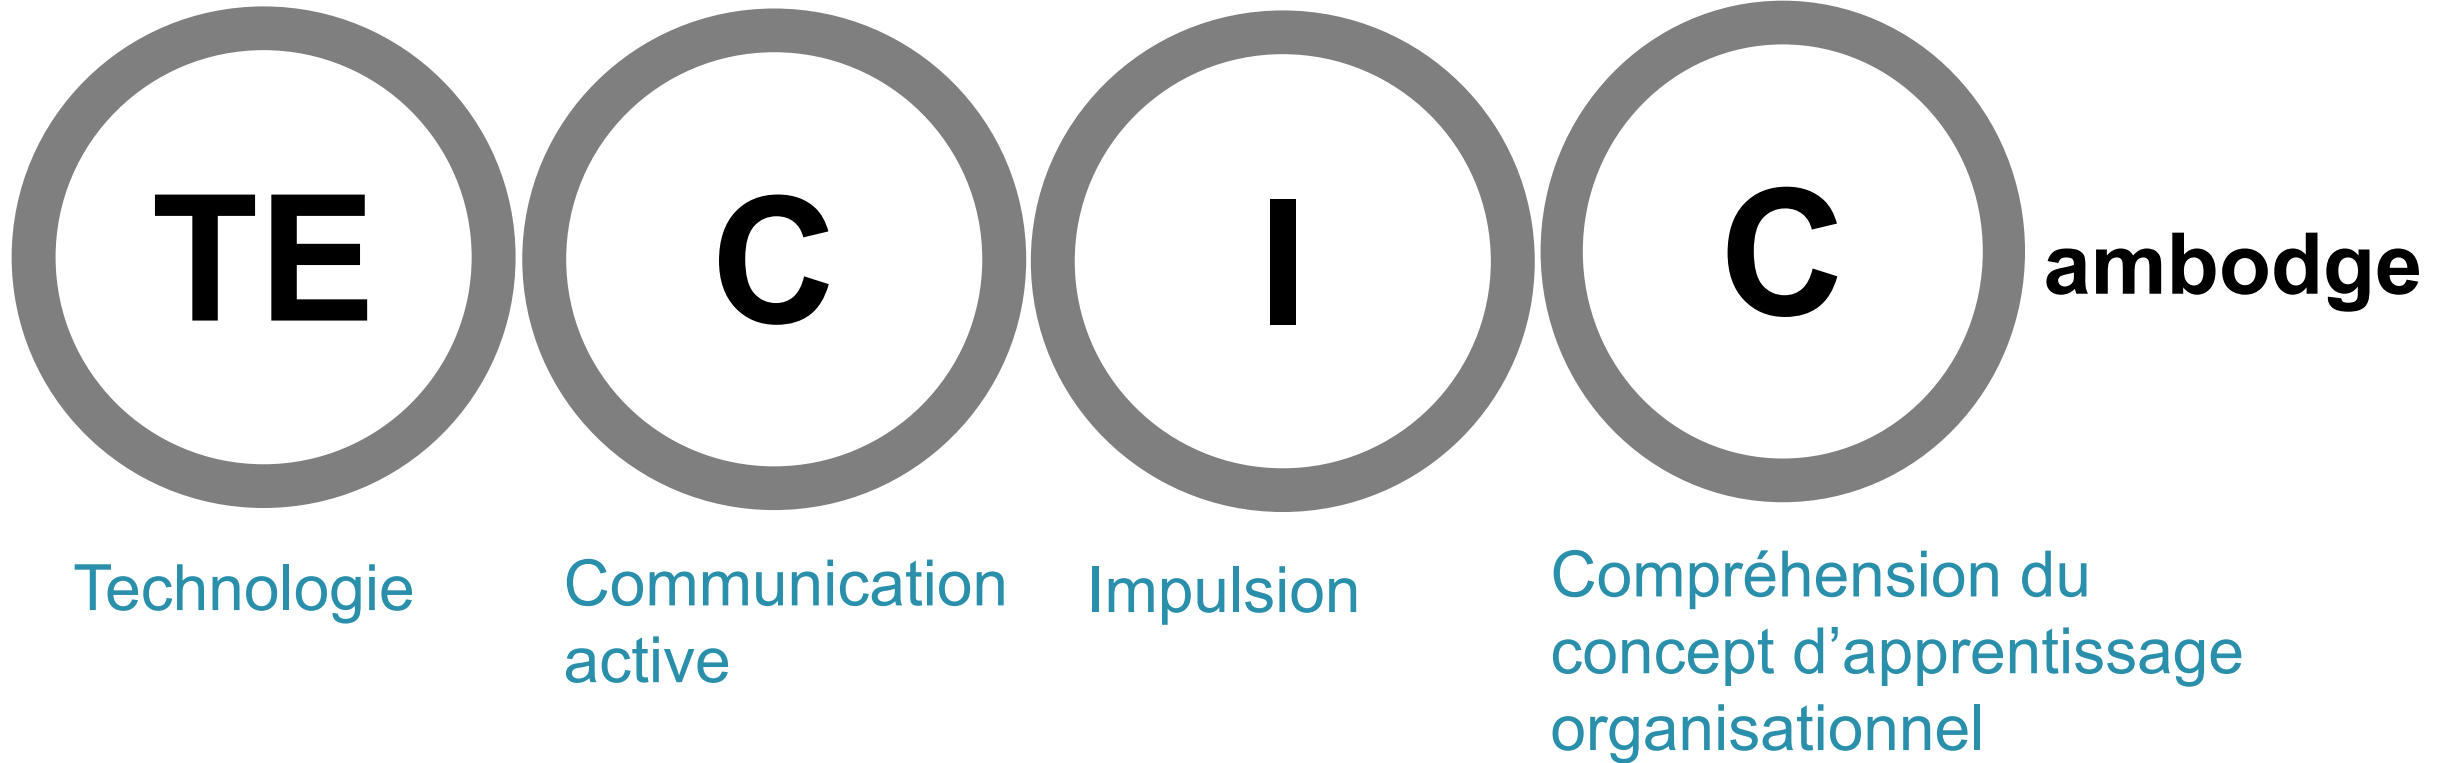 TE C I C ambodge
Technologie
Communication
active
Impulsion
Compréhension du
concept d’apprentissage
organisationnel